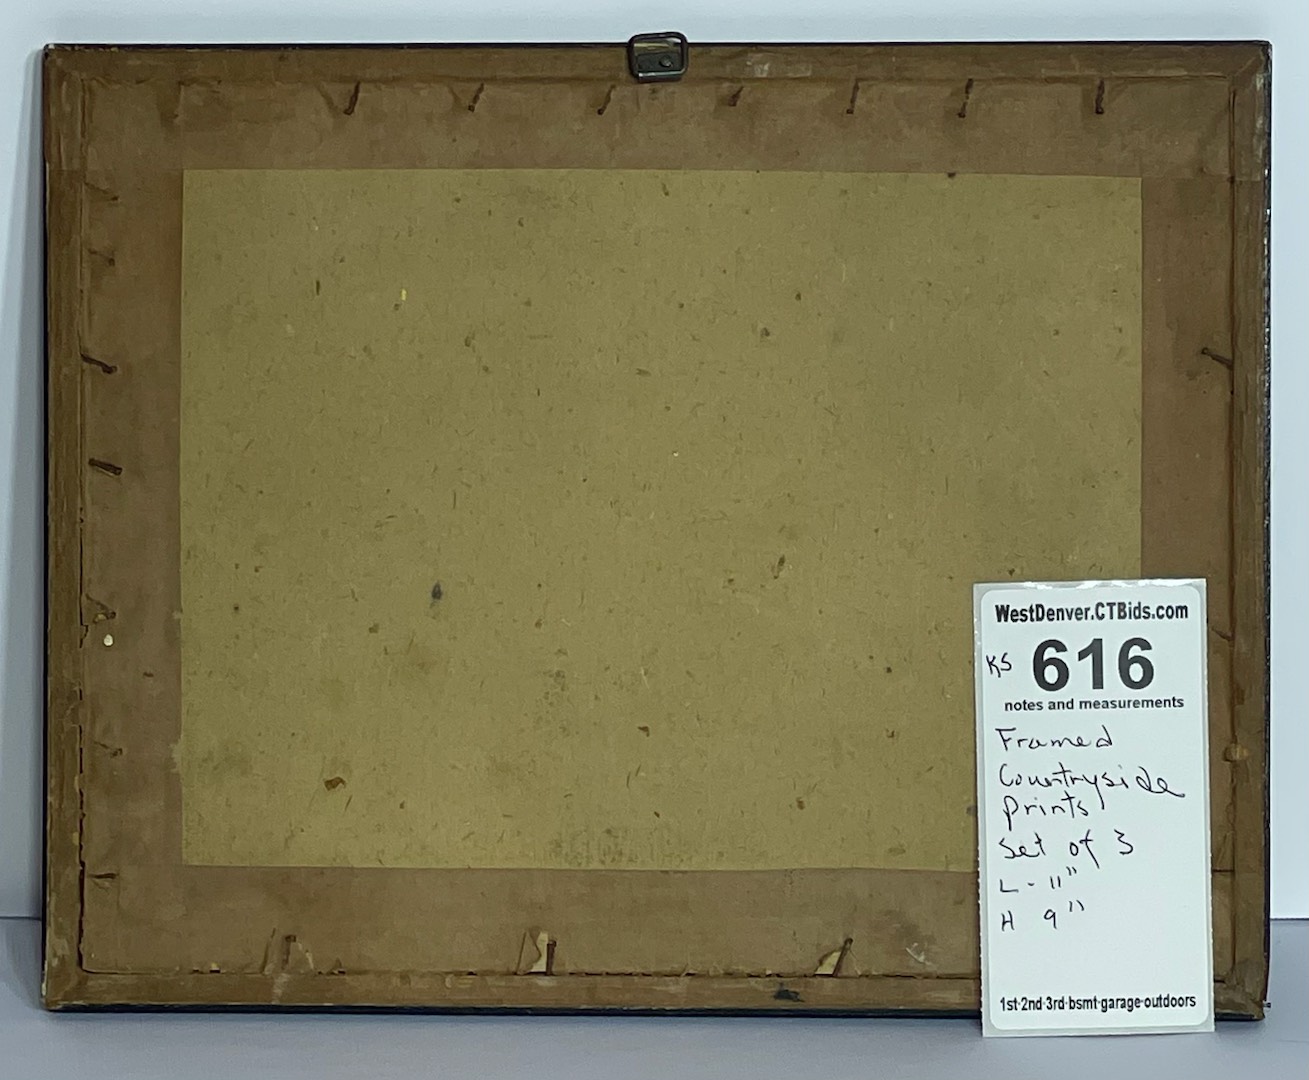 WestDenver.CTBids.com
KS 616
notes and measurements
Framed
Countryside
prints
Set of 3
L - 11"
H 9"
1st·2nd·3rd·bsmt·garage·outdoors